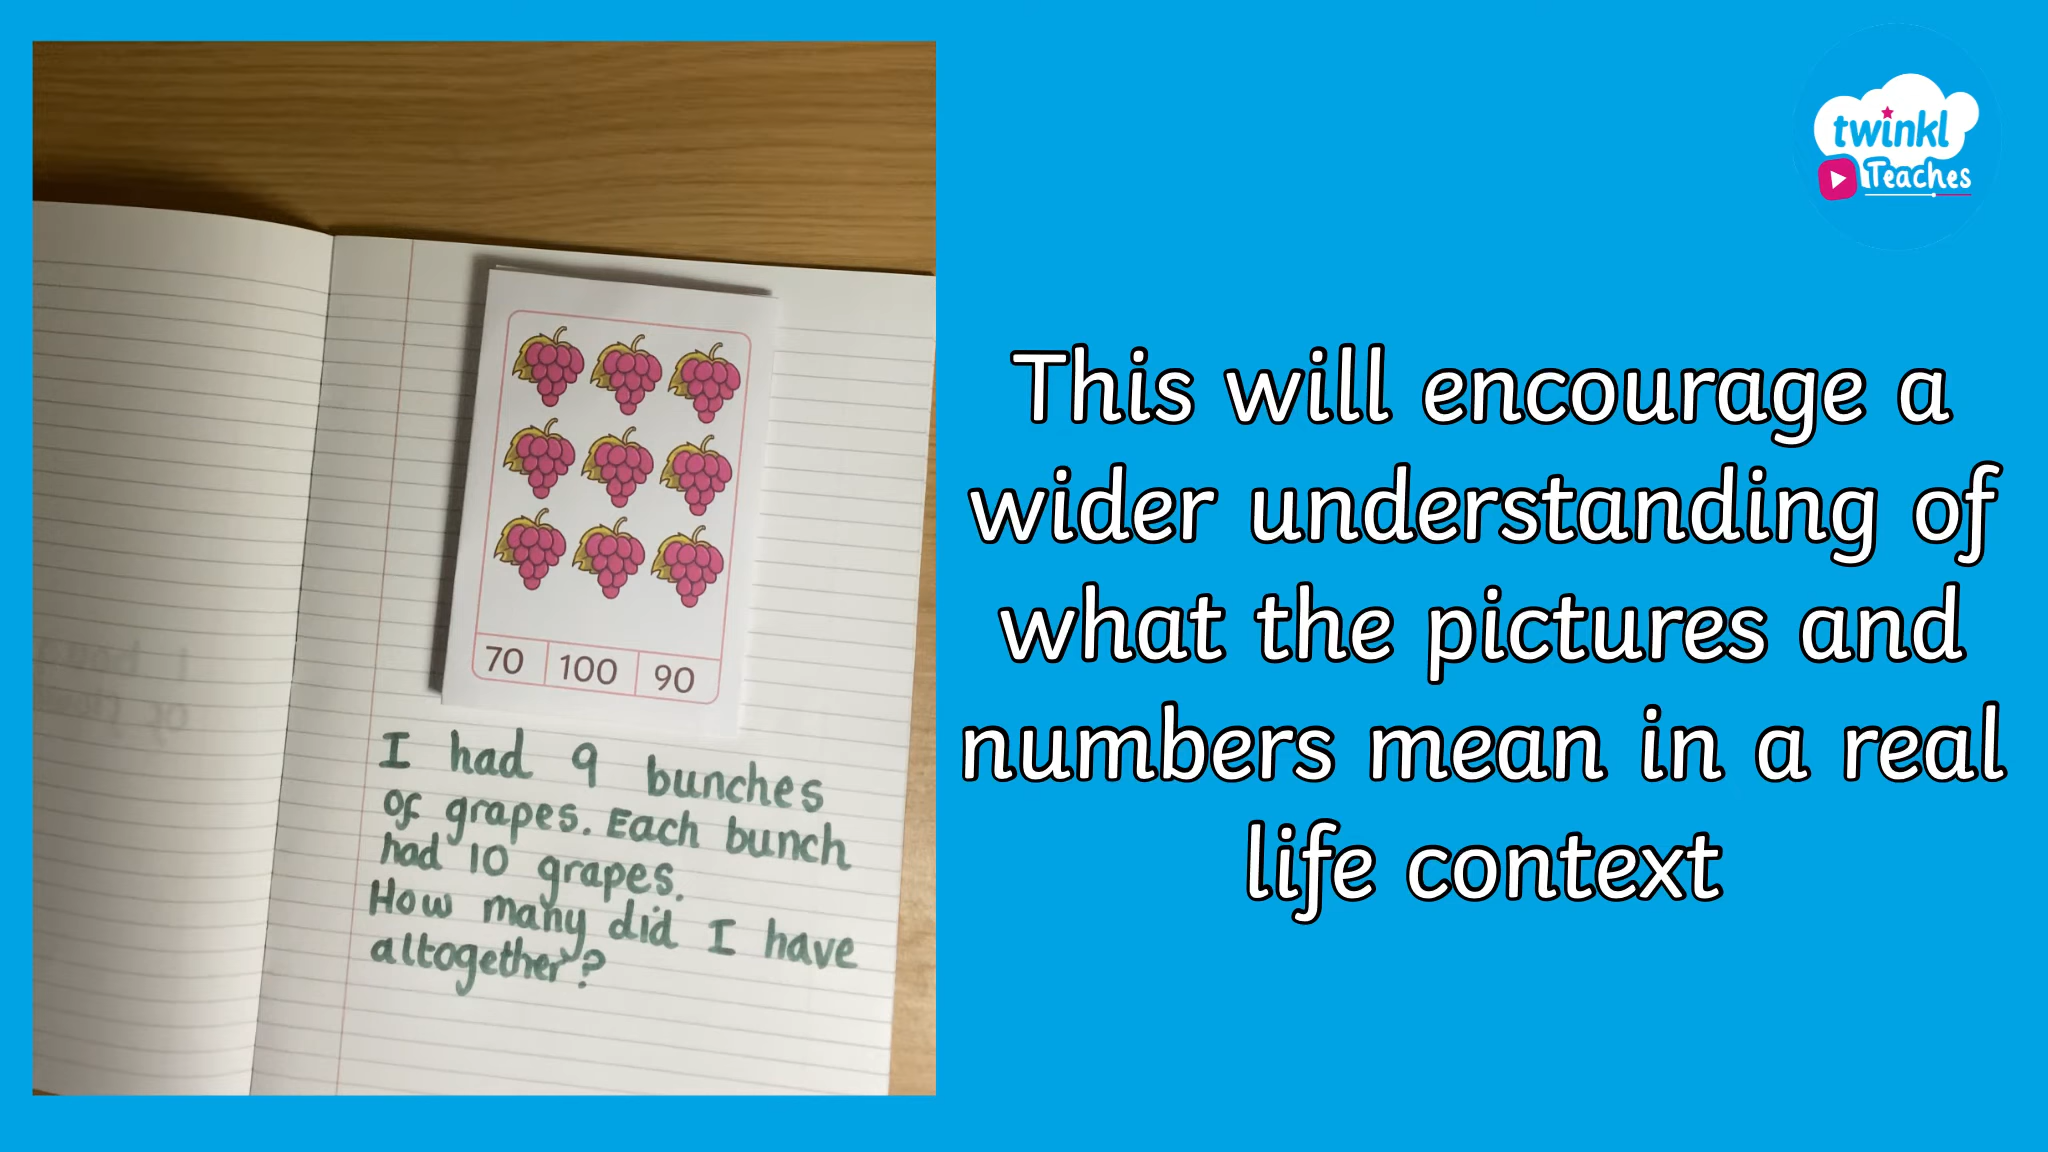 twinkl
Teaches
70 100 90
I had 9 bunches
of grapes. Each bunch
had 10 grapes.
How many did I have
altogether?
This will encourage a
wider understanding of
what the pictures and
numbers mean in a real
life context